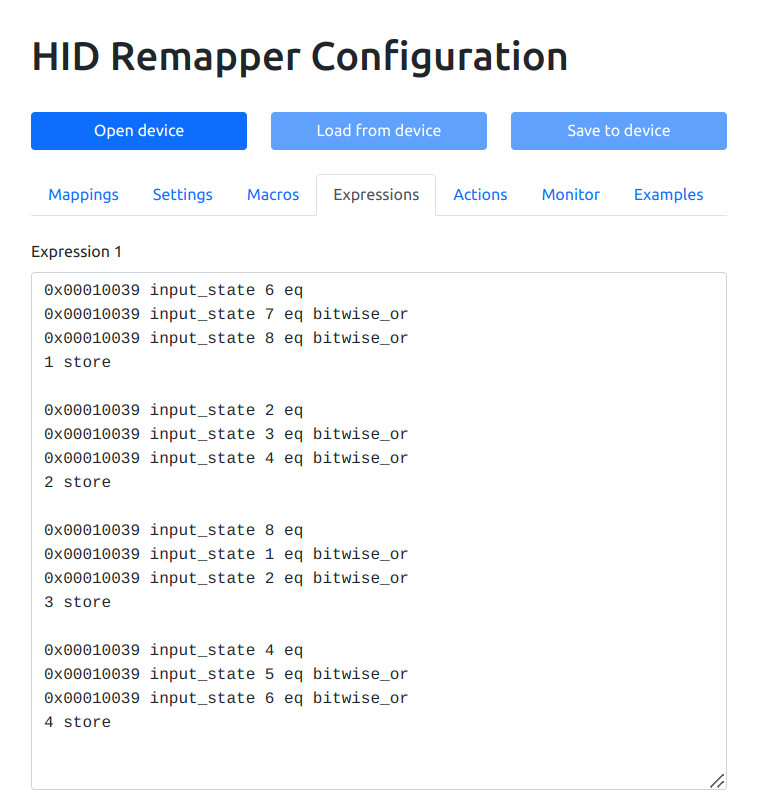 HID Remapper Configuration
Open device Load from device Save to device
Mappings Settings Macros Expressions Actions Monitor Examples
Expression 1
0x00010039 input_state 6 eq
0x00010039 input_state 7 eq bitwise_or
0x00010039 input_state 8 eq bitwise_or
1 store
0x00010039 input_state 2 eq
0x00010039 input_state 3 eq bitwise_or
0x00010039 input_state 4 eq bitwise_or
2 store
0x00010039 input_state 8 eq
0x00010039 input_state 1 eq bitwise_or
0x00010039 input_state 2 eq bitwise_or
3 store
0x00010039 input_state 4 eq
0x00010039 input_state 5 eq bitwise_or
0x00010039 input_state 6 eq bitwise_or
4 store